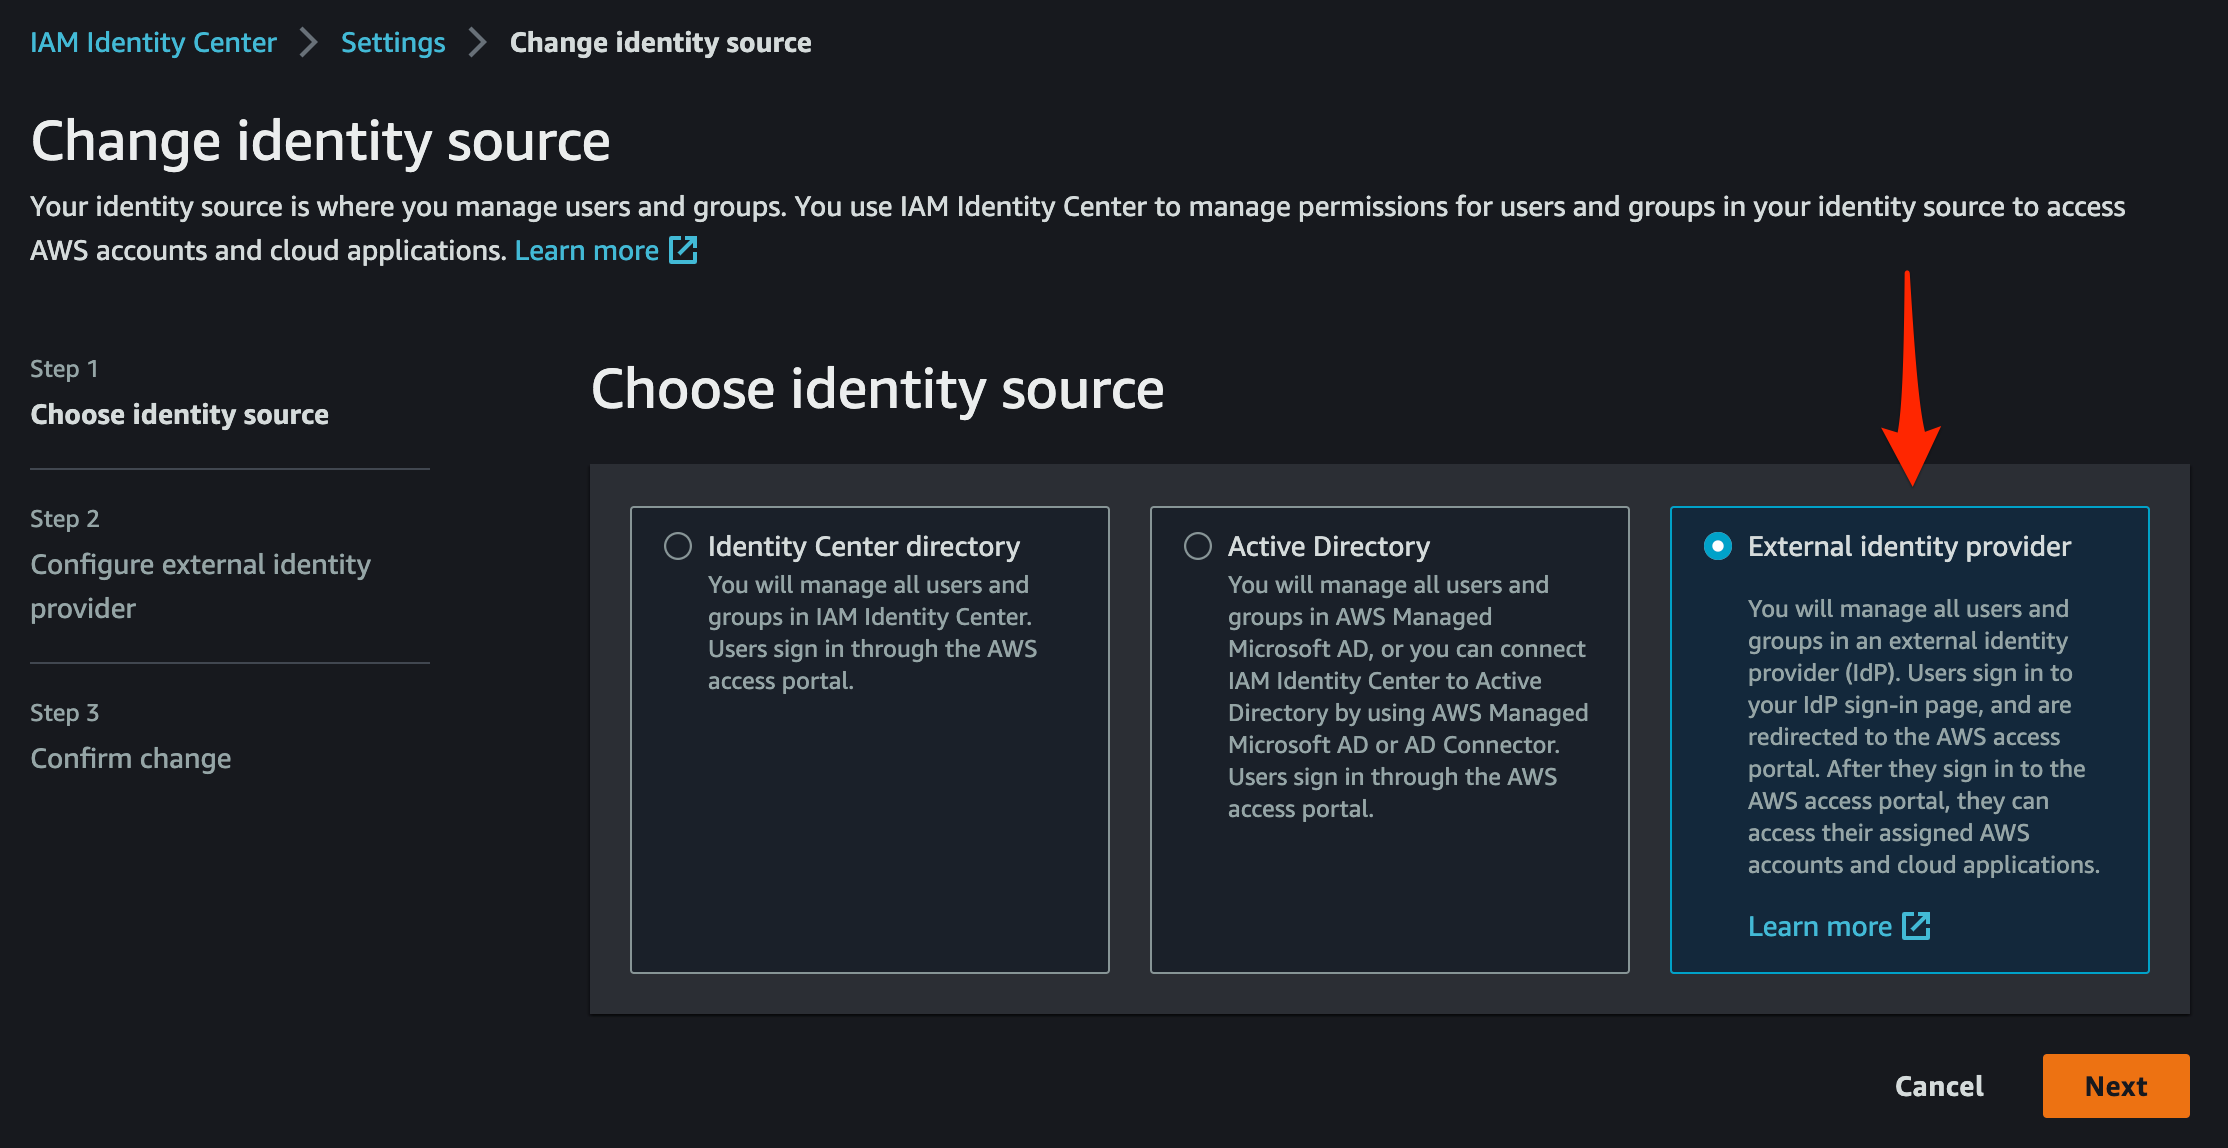 IAM Identity Center > Settings > Change identity source
Change identity source
Your identity source is where you manage users and groups. You use IAM Identity Center to manage permissions for users and groups in your identity source to access
AWS accounts and cloud applications. Learn more
Step 1
Choose identity source
Step 2
Configure external identity
provider
Step 3
Confirm change
Choose identity source
Identity Center directory
You will manage all users and
groups in IAM Identity Center.
Users sign in through the AWS
access portal.
Active Directory
You will manage all users and
groups in AWS Managed
Microsoft AD, or you can connect
IAM Identity Center to Active
Directory by using AWS Managed
Microsoft AD or AD Connector.
Users sign in through the AWS
access portal.
External identity provider
You will manage all users and
groups in an external identity
provider (IdP). Users sign in to
your IdP sign-in page, and are
redirected to the AWS access
portal. After they sign in to the
AWS access portal, they can
access their assigned AWS
accounts and cloud applications.
Learn more
Cancel
Next